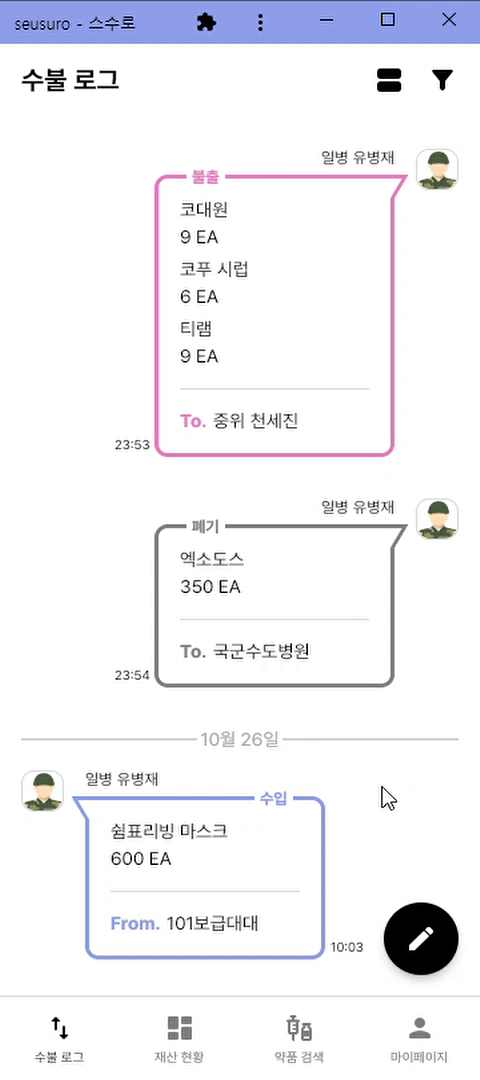 seusuro - 스수로
수불 로그
일병 유병재
불출
코대원
9 EA
코푸 시럽
6 EA
티램
9 EA
To. 중위 천세진
23:53
일병 유병재
폐기
엑소도스
350 EA
To. 국군수도병원
23:54
10월 26일
일병 유병재
수입
쉼표리빙 마스크
600 EA
From. 101보급대대
10:03
수불 로그
재산 현황
약품 검색
마이페이지